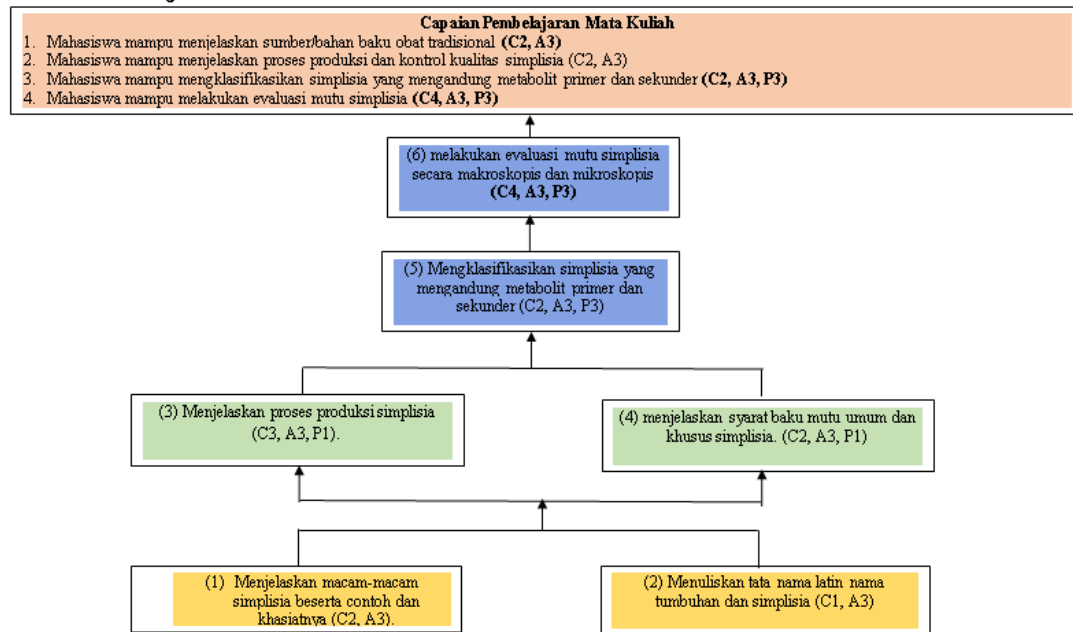 Capaian Pembelajaran Mata Kuliah
1. Mahasiswa mampu menjelaskan sumber/bahan baku obat tradisional (C2, A3)
2. Mahasiswa mampu menjelaskan proses produksi dan kontrol kualitas simplisia (C2, A3)
3. Mahasiswa mampu mengklasifikasikan simplisia yang mengandung metabolit primer dan sekunder (C2, A3, P3)
4. Mahasiswa mampu melakukan evaluasi mutu simplisia (C4, A3, P3)
(6) melakukan evaluasi mutu simplisia
secara makroskopis dan mikroskopis
(C4, A3, P3)
(5) Mengklasifikasikan simplisia yang
mengandung metabolit primer dan
sekunder (C2, A3, P3)
(3) Menjelaskan proses produksi simplisia
(C3, A3, P1).
(4) menjelaskan syarat baku mutu umum dan
khusus simplisia. (C2, A3, P1)
(1) Menjelaskan macam-macam
simplisia beserta contoh dan
khasiatnya (C2, A3).
(2) Menuliskan tata nama latin nama
tumbuhan dan simplisia (C1, A3)